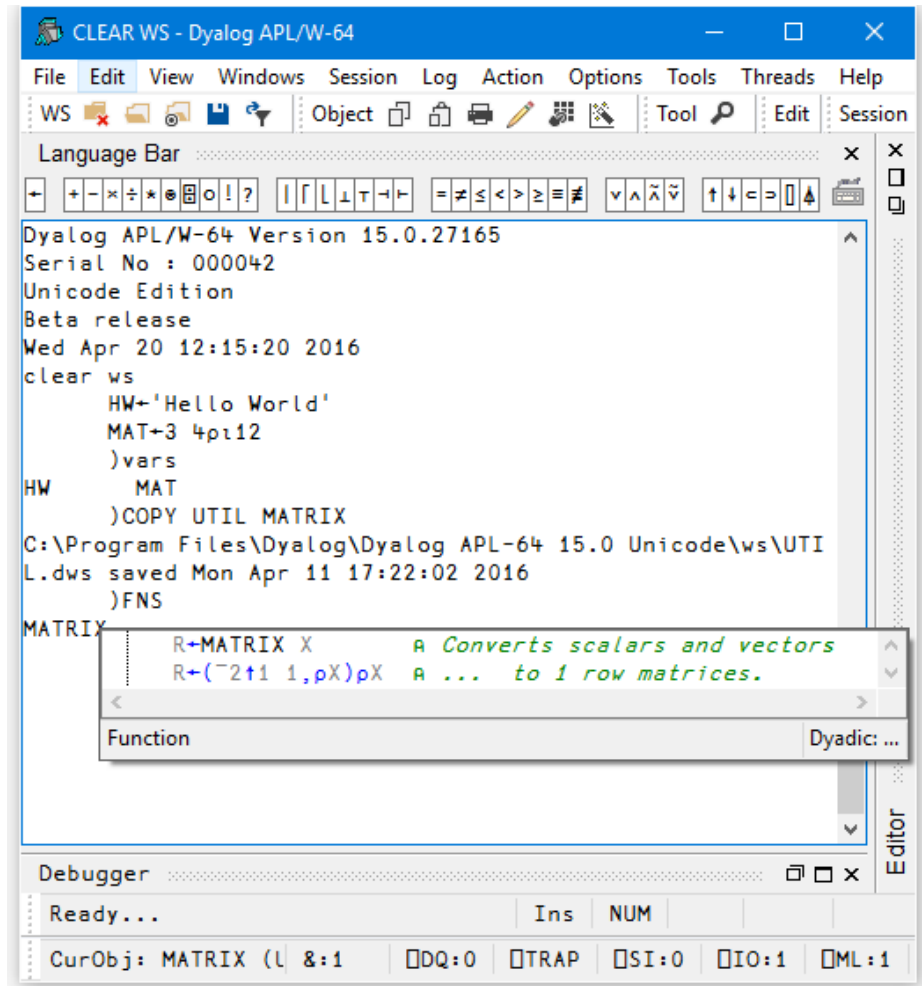 CLEAR WS - Dyalog APL/W-64
File Edit View Windows Session Log Action Options Tools Threads Help
WS Object Tool Edit Session
Language Bar
← + - × ÷ * ⍟ ⌹ ○ ! ? | ⌈ ⌊ ⊥ ⊤ ⊣ ⊢ = ≠ ≤ < > ≥ ≡ ≢ ∨ ∧ ⍲ ⍱ ↑ ↓ ⊂ ⊃ ⌷ ⍋
Dyalog APL/W-64 Version 15.0.27165
Serial No : 000042
Unicode Edition
Beta release
Wed Apr 20 12:15:20 2016
clear ws
HW←'Hello World'
MAT←3 4⍴⍳12
)vars
HW MAT
)COPY UTIL MATRIX
C:\Program Files\Dyalog\Dyalog APL-64 15.0 Unicode\ws\UTI
L.dws saved Mon Apr 11 17:22:02 2016
)FNS
MATRIX
R←MATRIX X ⍝ Converts scalars and vectors
R←(¯2↑1 1,⍴X)⍴X ⍝ ... to 1 row matrices.
Function Dyadic: ...
Editor
Debugger
Ready... Ins NUM
CurObj: MATRIX (U &:1 ⎕DQ:0 ⎕TRAP ⎕SI:0 ⎕IO:1 ⎕ML:1